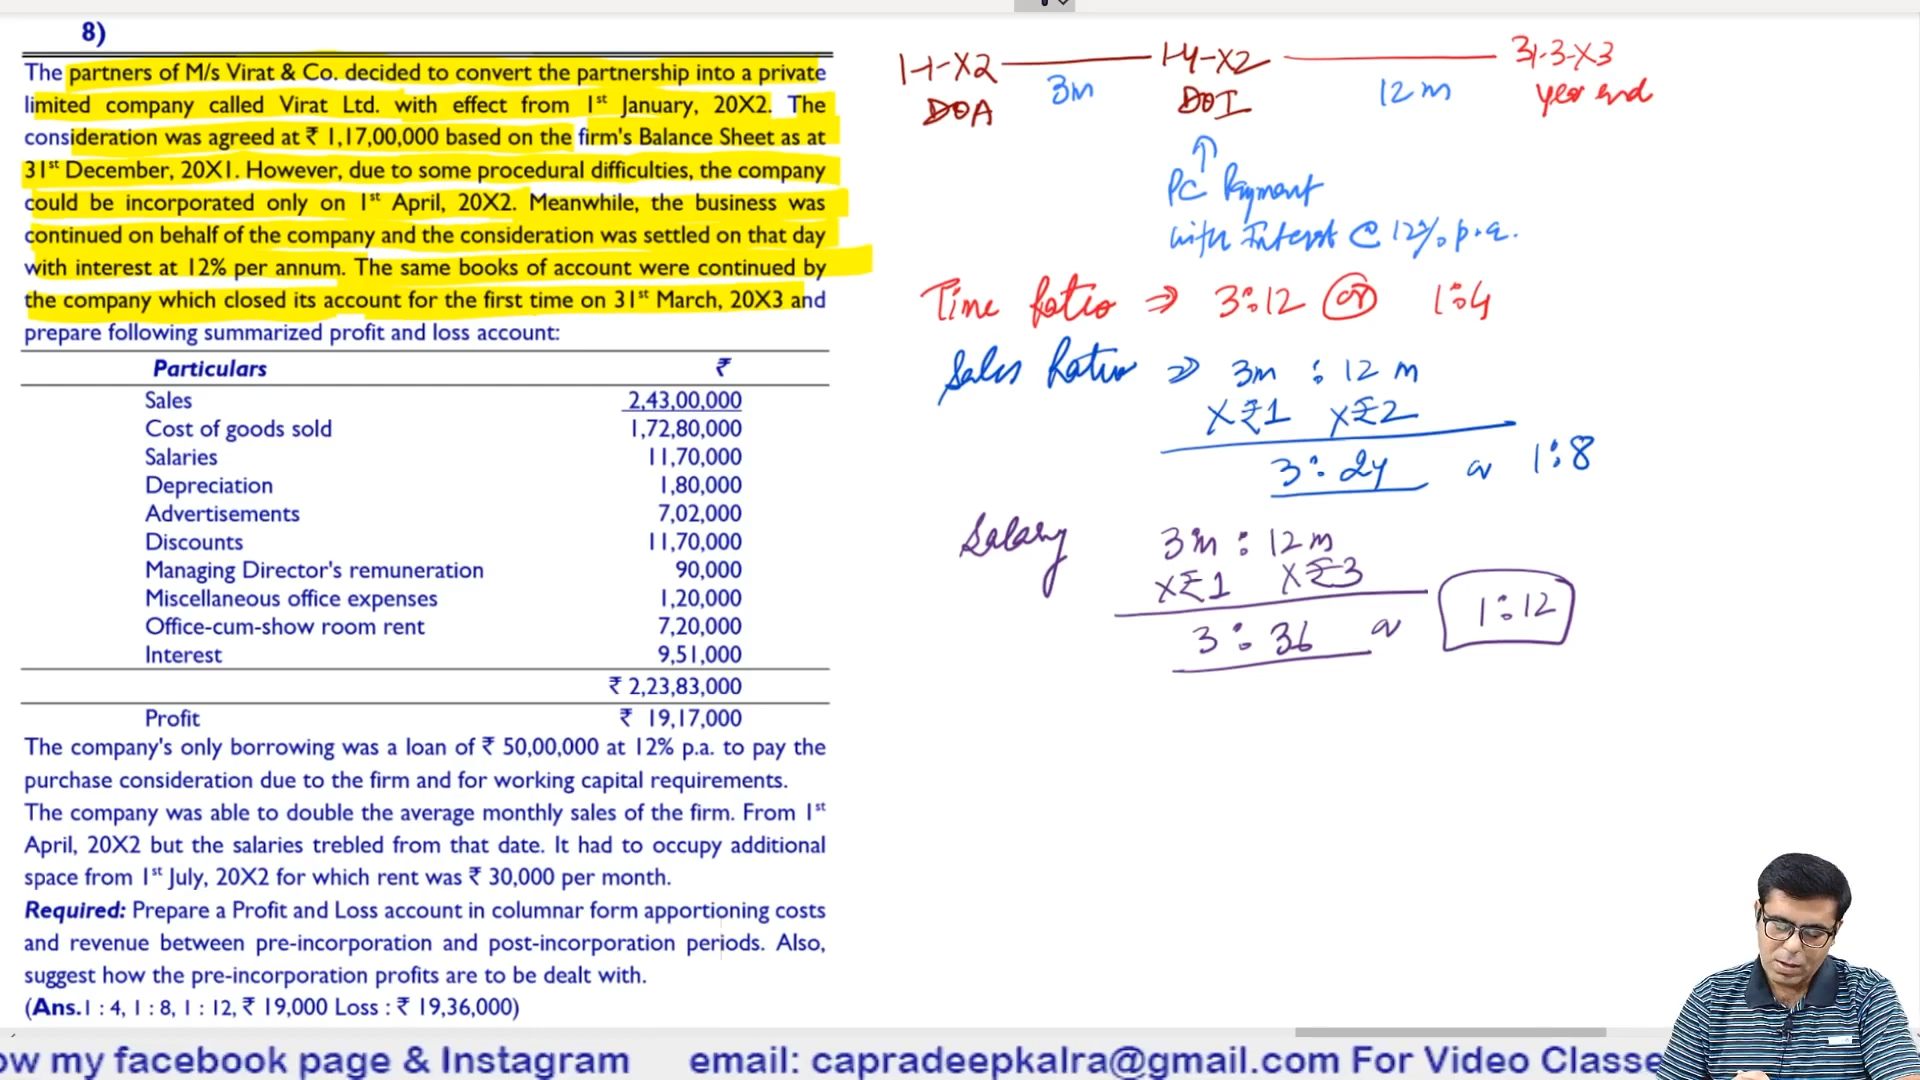 8)
The partners of M/s Virat & Co. decided to convert the partnership into a private
limited company called Virat Ltd. with effect from 1st January, 20X2. The
consideration was agreed at ₹ 1,17,00,000 based on the firm's Balance Sheet as at
31st December, 20X1. However, due to some procedural difficulties, the company
could be incorporated only on 1st April, 20X2. Meanwhile, the business was
continued on behalf of the company and the consideration was settled on that day
with interest at 12% per annum. The same books of account were continued by
the company which closed its account for the first time on 31st March, 20X3 and
prepare following summarized profit and loss account:
Particulars ₹
Sales 2,43,00,000
Cost of goods sold 1,72,80,000
Salaries 11,70,000
Depreciation 1,80,000
Advertisements 7,02,000
Discounts 11,70,000
Managing Director's remuneration 90,000
Miscellaneous office expenses 1,20,000
Office-cum-show room rent 7,20,000
Interest 9,51,000
₹ 2,23,83,000
Profit ₹ 19,17,000
The company's only borrowing was a loan of ₹ 50,00,000 at 12% p.a. to pay the
purchase consideration due to the firm and for working capital requirements.
The company was able to double the average monthly sales of the firm. From 1st
April, 20X2 but the salaries trebled from that date. It had to occupy additional
space from 1st July, 20X2 for which rent was ₹ 30,000 per month.
Required: Prepare a Profit and Loss account in columnar form apportioning costs
and revenue between pre-incorporation and post-incorporation periods. Also,
suggest how the pre-incorporation profits are to be dealt with.
(Ans.1 : 4, 1 : 8, 1 : 12, ₹ 19,000 Loss : ₹ 19,36,000)
1-1-X2 1-4-X2 31-3-X3
3m 12m
DOA DOI year end
PC Payment
with Interest @ 12% p.a.
Time Ratio ⇒ 3:12 or 1:4
Sales Ratio ⇒ 3m : 12 m
X₹1 X₹2
3 : 24 or 1:8
Salary 3m : 12 m
X₹1 X₹3
3 : 36 or 1:12
ow my facebook page & Instagram email: capradeepkalra@gmail.com For Video Classe